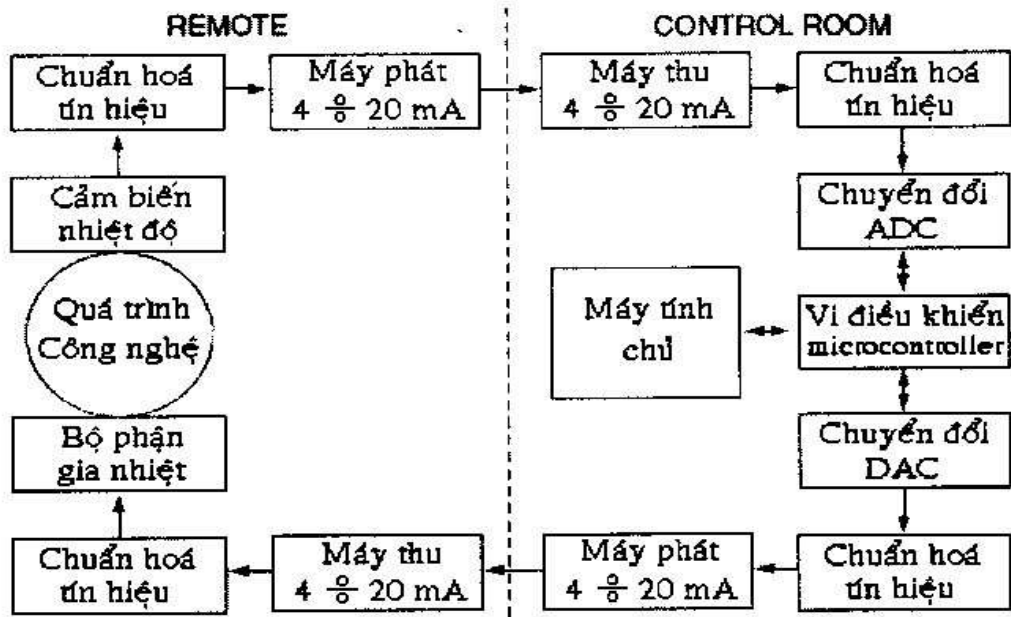 REMOTE
CONTROL ROOM
Chuẩn hoá
tín hiệu
Máy phát
4 ÷ 20 mA
Máy thu
4 ÷ 20 mA
Chuẩn hoá
tín hiệu
Cảm biến
nhiệt độ
Chuyển đổi
ADC
Quá trình
Công nghệ
Máy tính
chủ
Vi điều khiển
microcontroller
Bộ phận
gia nhiệt
Chuyển đổi
DAC
Chuẩn hoá
tín hiệu
Máy thu
4 ÷ 20 mA
Máy phát
4 ÷ 20 mA
Chuẩn hoá
tín hiệu